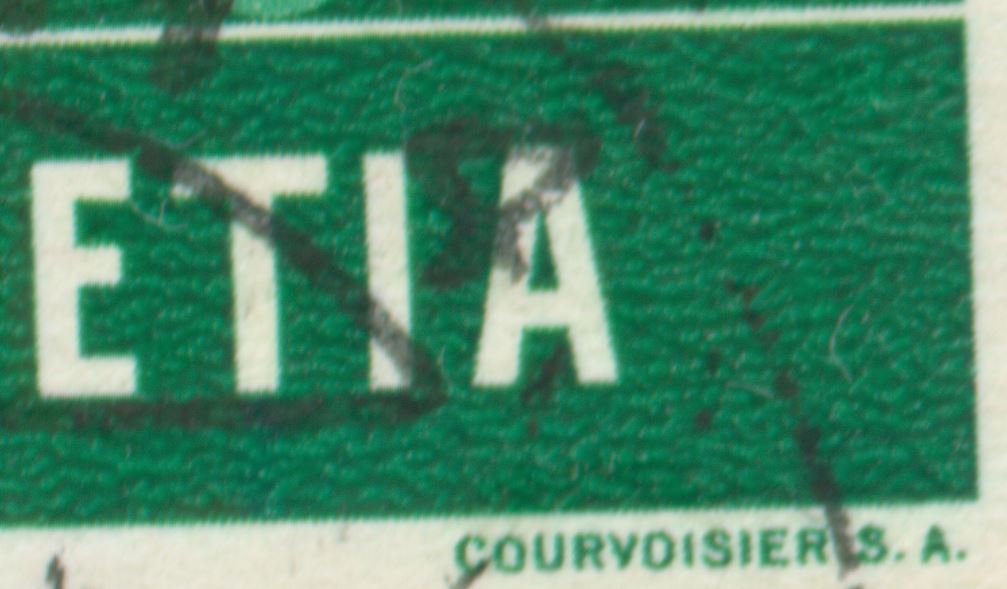 ETIA
COURVOISIER S. A.